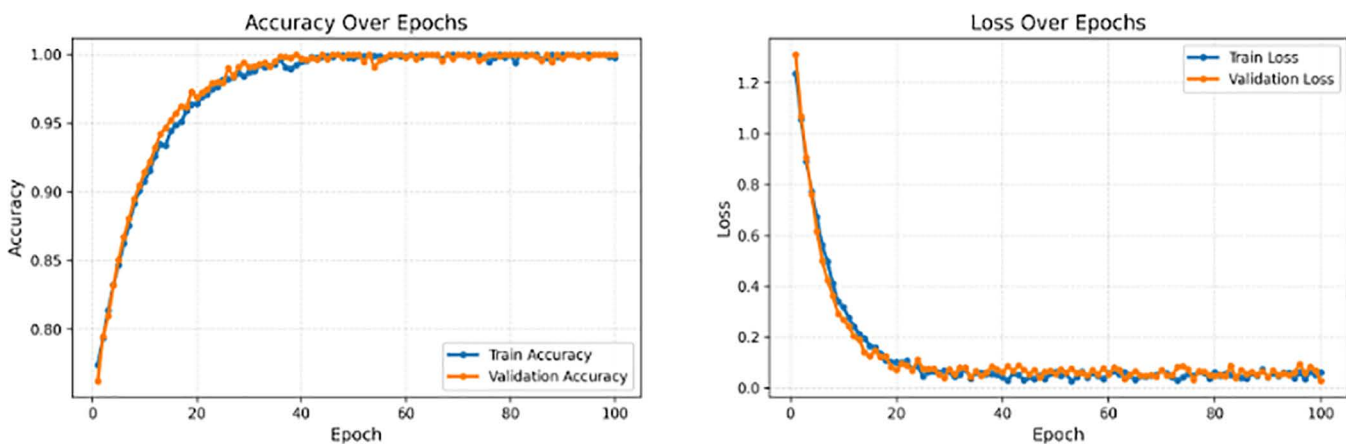 Accuracy Over Epochs
1.00
0.95
0.90
0.85
0.80
Accuracy
Train Accuracy
Validation Accuracy
0 20 40 60 80 100
Epoch
Loss Over Epochs
1.2
1.0
0.8
0.6
0.4
0.2
0.0
Loss
Train Loss
Validation Loss
0 20 40 60 80 100
Epoch